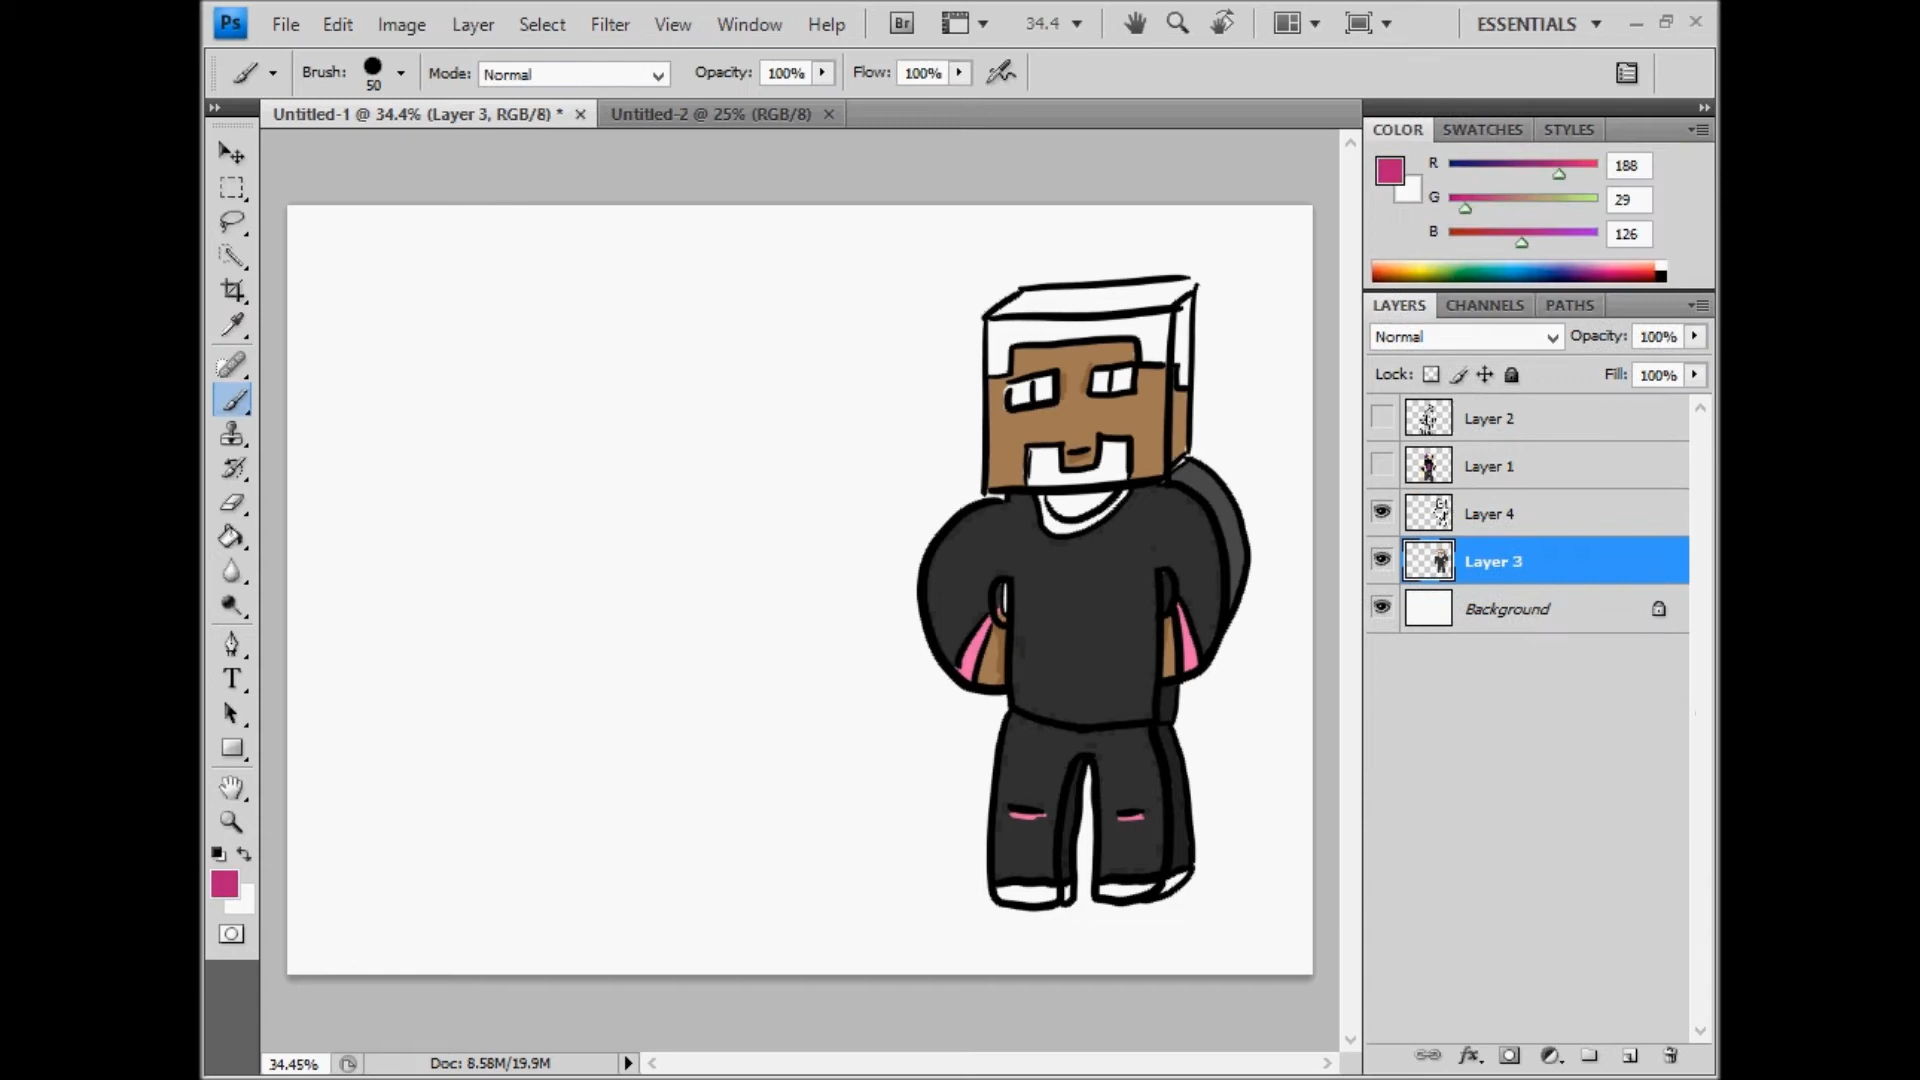 Ps File Edit Image Layer Select Filter View Window Help Br 34.4 ESSENTIALS
Brush: 50 Mode: Normal Opacity: 100% Flow: 100%
Untitled-1 @ 34.4% (Layer 3, RGB/8) * Untitled-2 @ 25% (RGB/8)
COLOR SWATCHES STYLES
R 188
G 29
B 126
LAYERS CHANNELS PATHS
Normal Opacity: 100%
Lock: Fill: 100%
Layer 2
Layer 1
Layer 4
Layer 3
Background
T
fx
34.45% Doc: 8.58M/19.9M